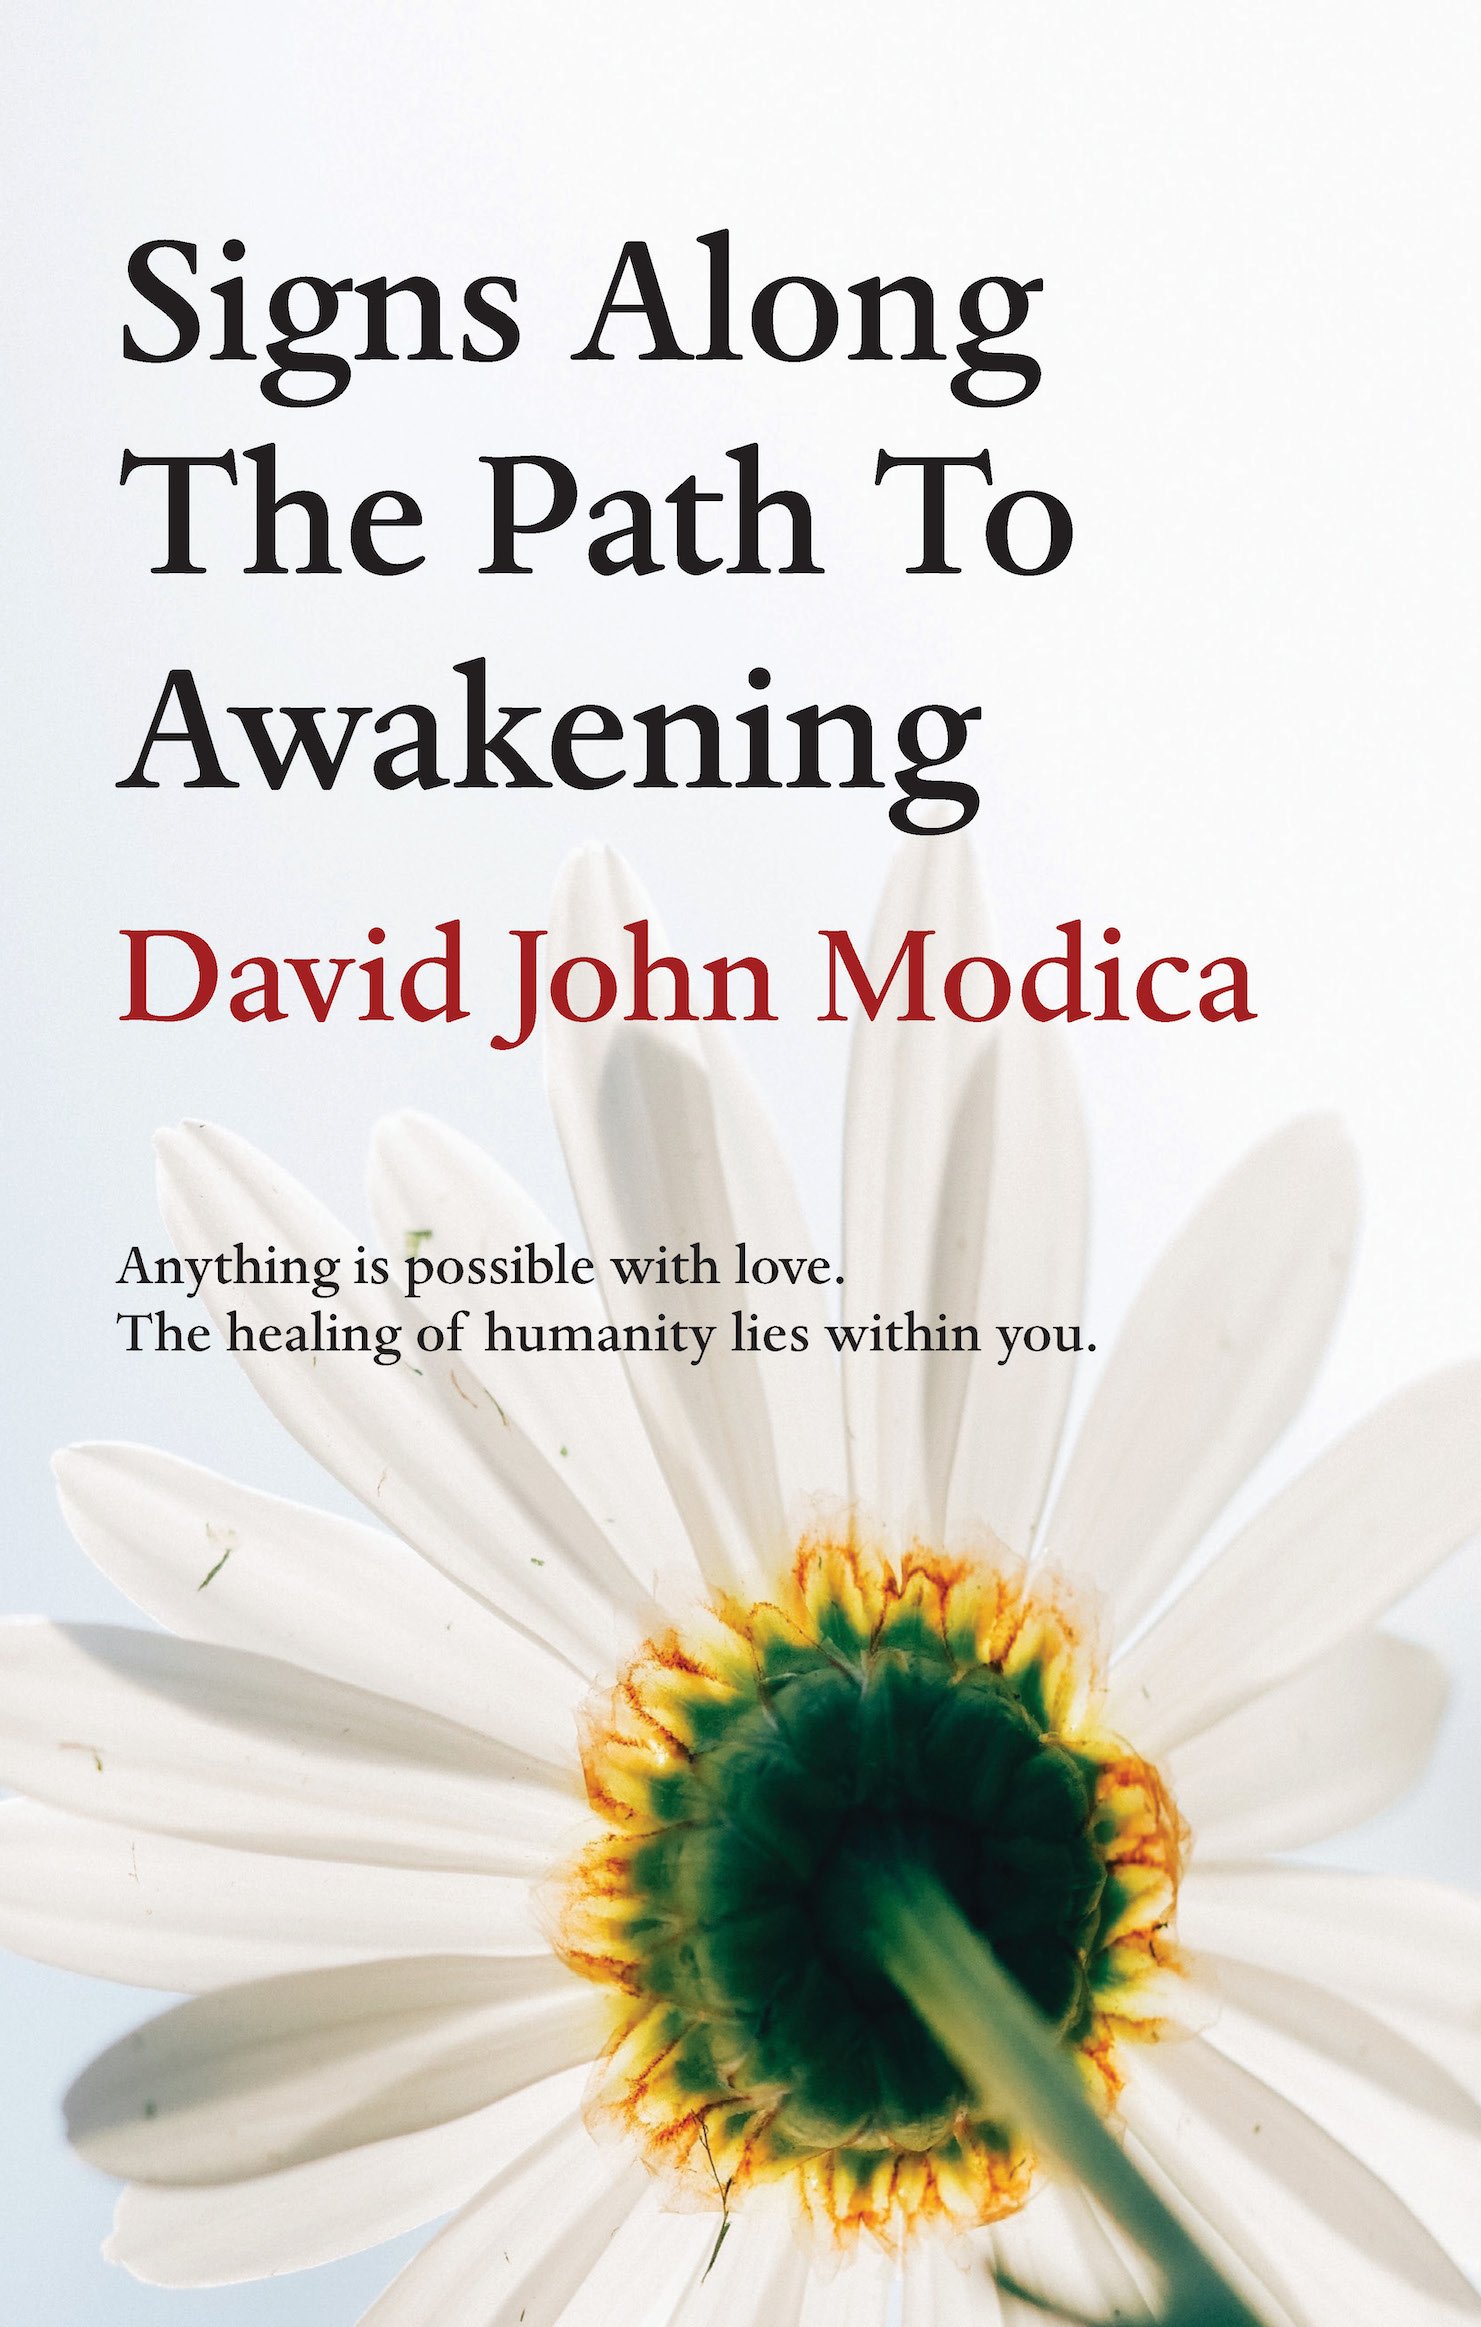 Signs Along
The Path To
Awakening
David John Modica
Anything is possible with love.
The healing of humanity lies within you.